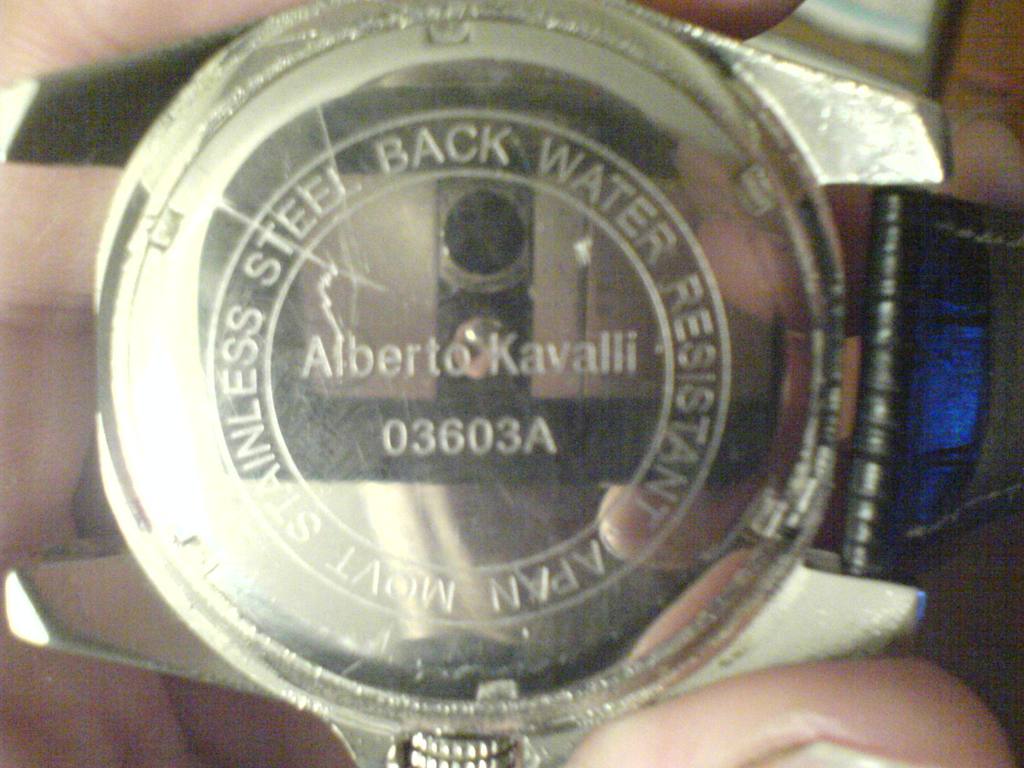 STAINLESS STEEL BACK WATER RESISTANT JAPAN MOVT
Alberto Kavalli
03603A